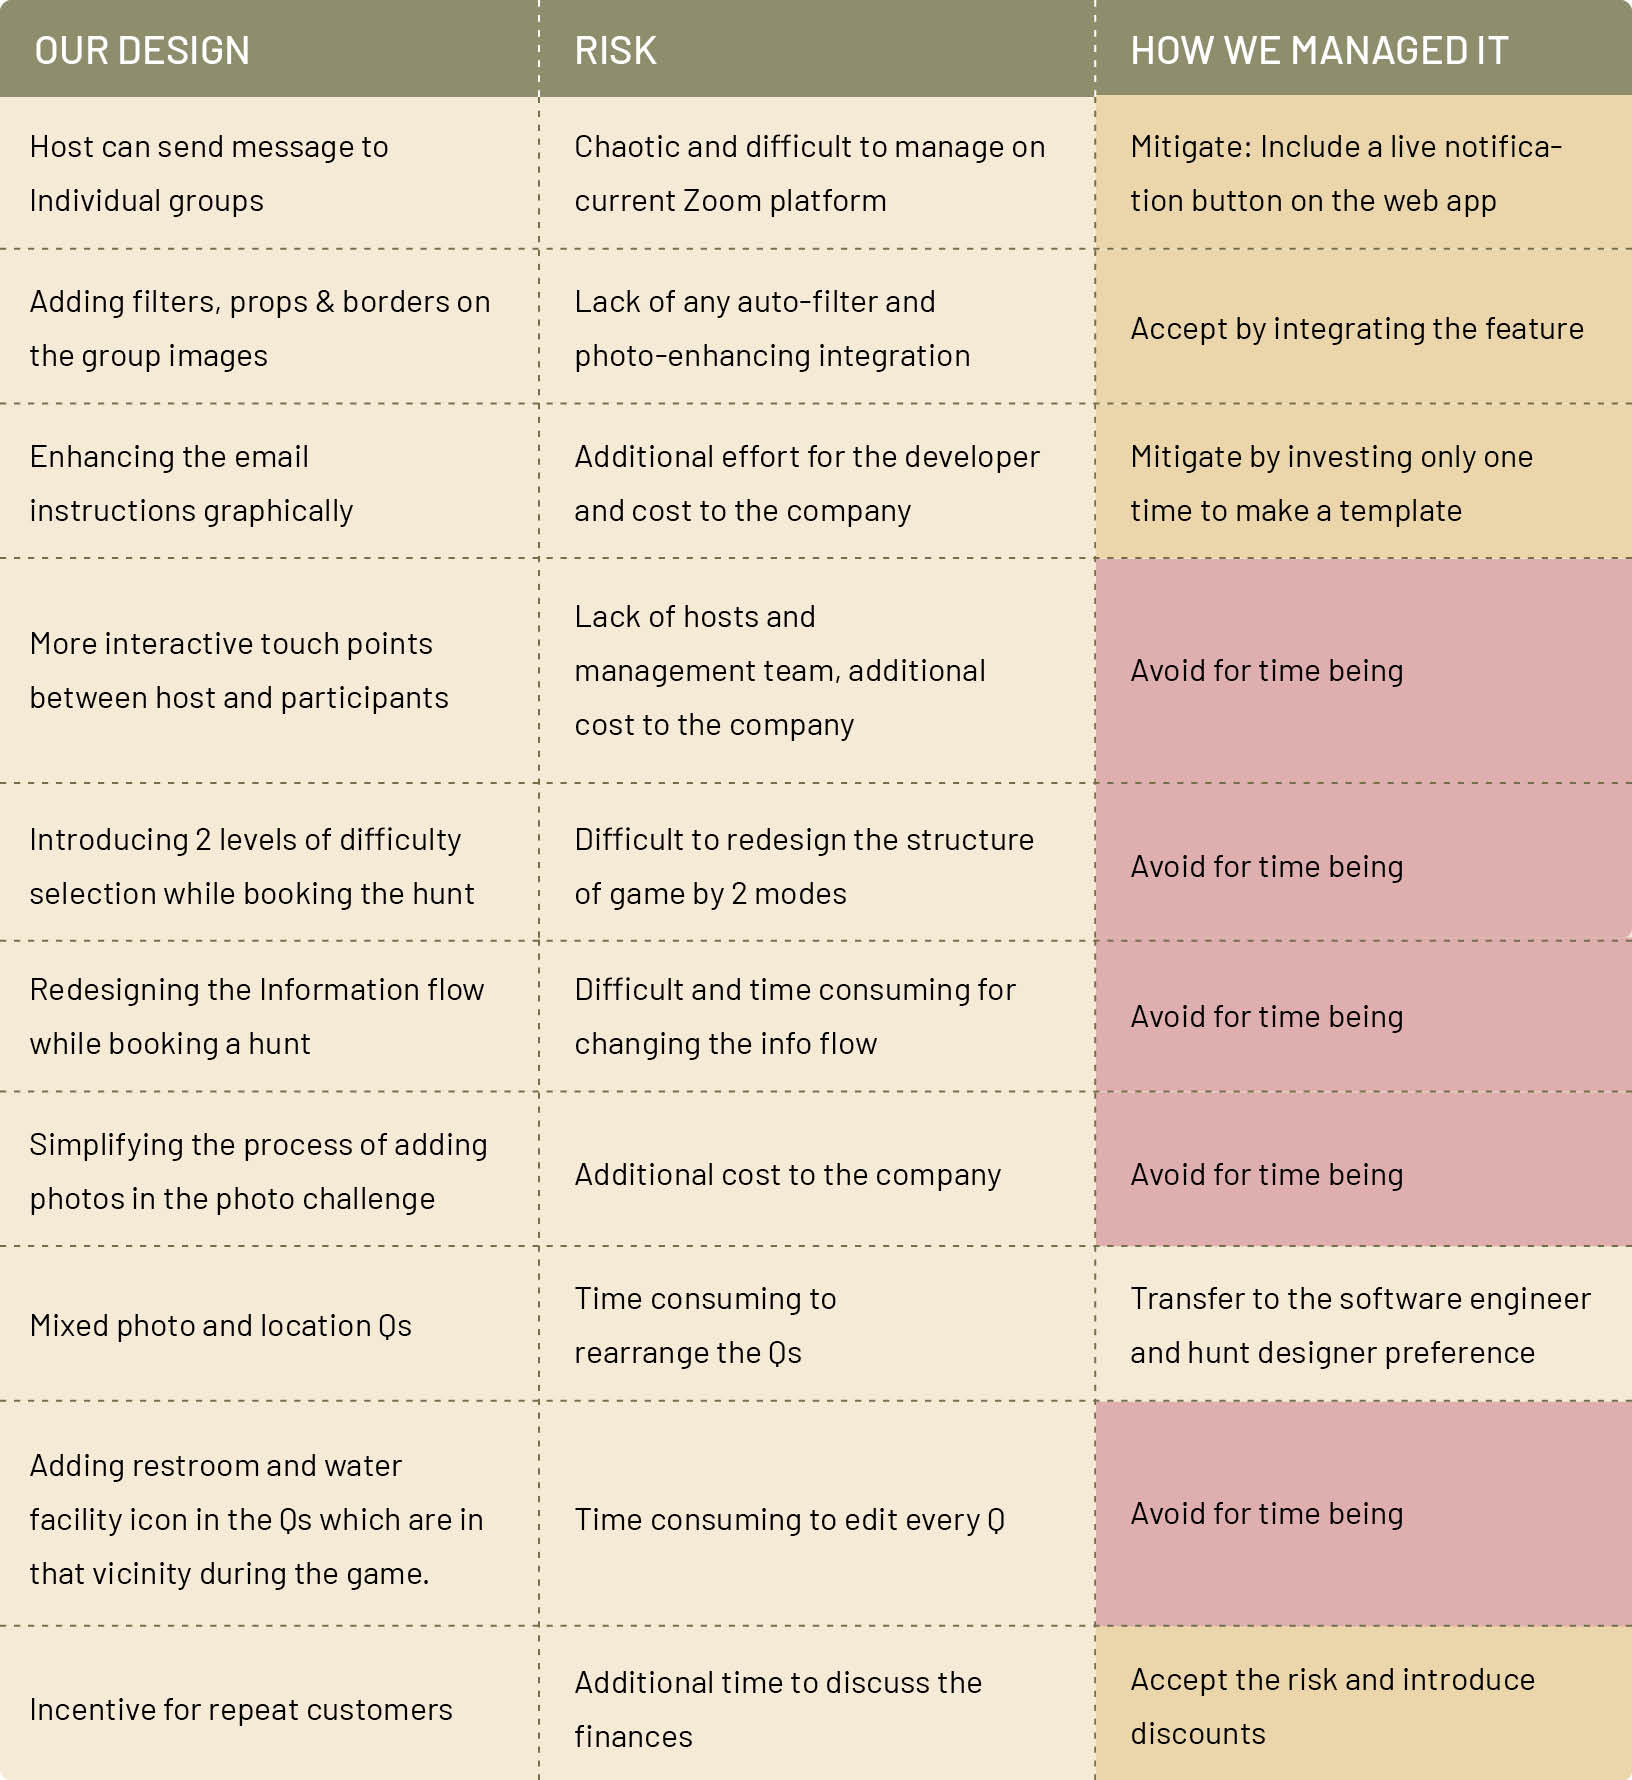 OUR DESIGN
RISK
HOW WE MANAGED IT
Host can send message to
Individual groups
Chaotic and difficult to manage on
current Zoom platform
Mitigate: Include a live notifica-
tion button on the web app
Adding filters, props & borders on
the group images
Lack of any auto-filter and
photo-enhancing integration
Accept by integrating the feature
Enhancing the email
instructions graphically
Additional effort for the developer
and cost to the company
Mitigate by investing only one
time to make a template
More interactive touch points
between host and participants
Lack of hosts and
management team, additional
cost to the company
Avoid for time being
Introducing 2 levels of difficulty
selection while booking the hunt
Difficult to redesign the structure
of game by 2 modes
Avoid for time being
Redesigning the Information flow
while booking a hunt
Difficult and time consuming for
changing the info flow
Avoid for time being
Simplifying the process of adding
photos in the photo challenge
Additional cost to the company
Avoid for time being
Mixed photo and location Qs
Time consuming to
rearrange the Qs
Transfer to the software engineer
and hunt designer preference
Adding restroom and water
facility icon in the Qs which are in
that vicinity during the game.
Time consuming to edit every Q
Avoid for time being
Incentive for repeat customers
Additional time to discuss the
finances
Accept the risk and introduce
discounts